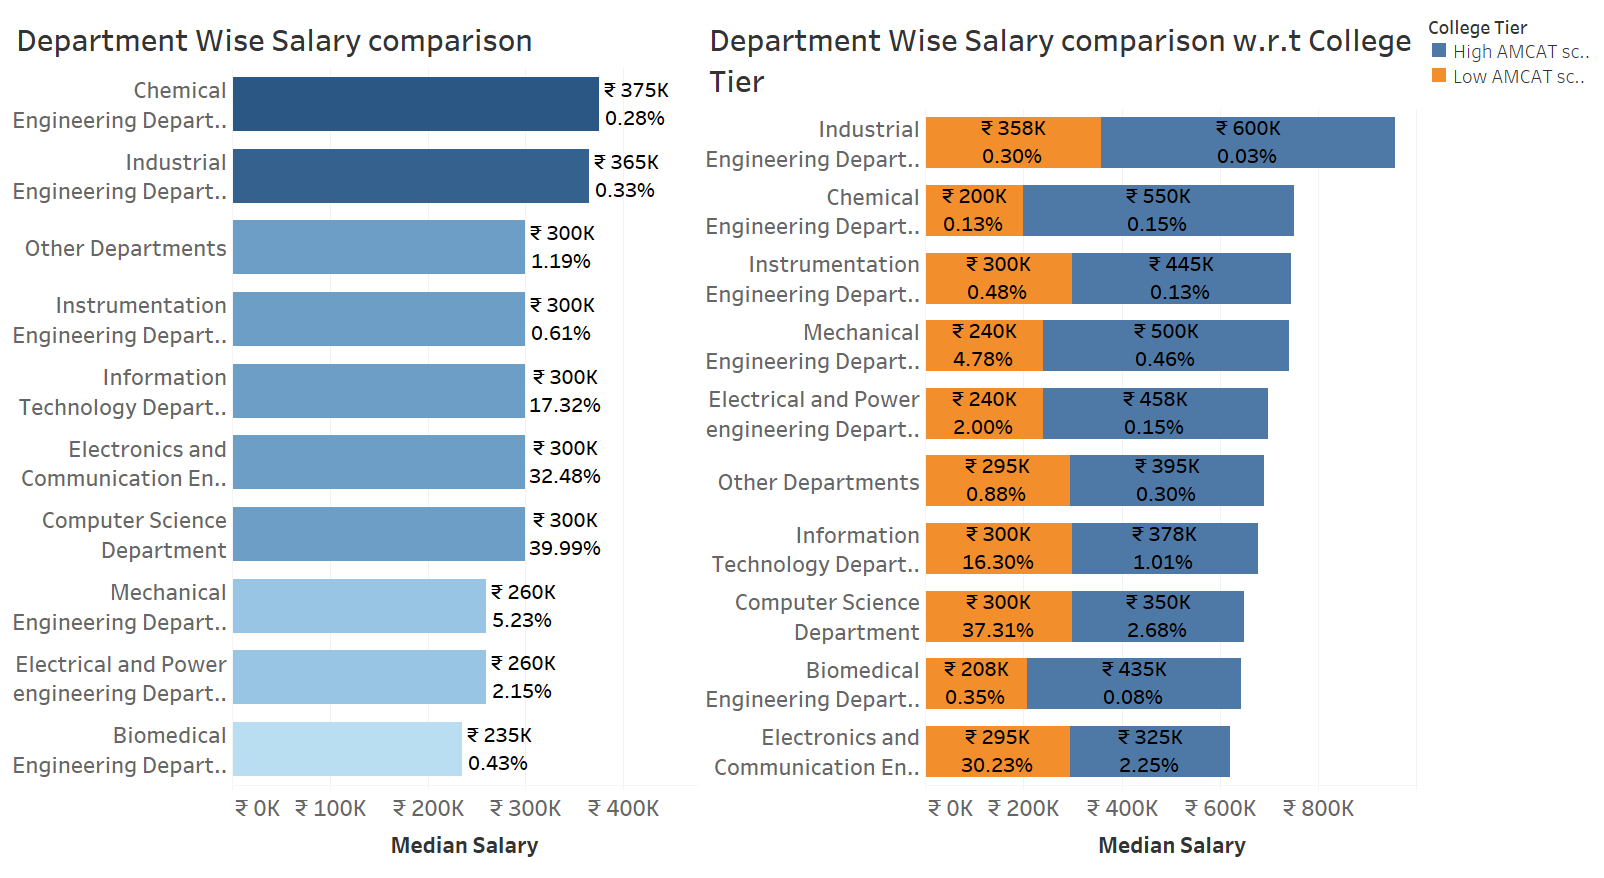 Department Wise Salary comparison
Chemical
Engineering Depart..
₹ 375K
0.28%
Industrial
Engineering Depart..
₹ 365K
0.33%
Other Departments
₹ 300K
1.19%
Instrumentation
Engineering Depart..
₹ 300K
0.61%
Information
Technology Depart..
₹ 300K
17.32%
Electronics and
Communication En..
₹ 300K
32.48%
Computer Science
Department
₹ 300K
39.99%
Mechanical
Engineering Depart..
₹ 260K
5.23%
Electrical and Power
engineering Depart..
₹ 260K
2.15%
Biomedical
Engineering Depart..
₹ 235K
0.43%
₹ 0K ₹ 100K ₹ 200K ₹ 300K ₹ 400K
Median Salary
Department Wise Salary comparison w.r.t College
Tier
Industrial
Engineering Depart..
₹ 358K ₹ 600K
0.30% 0.03%
Chemical
Engineering Depart..
₹ 200K ₹ 550K
0.13% 0.15%
Instrumentation
Engineering Depart..
₹ 300K ₹ 445K
0.48% 0.13%
Mechanical
Engineering Depart..
₹ 240K ₹ 500K
4.78% 0.46%
Electrical and Power
engineering Depart..
₹ 240K ₹ 458K
2.00% 0.15%
Other Departments
₹ 295K ₹ 395K
0.88% 0.30%
Information
Technology Depart..
₹ 300K ₹ 378K
16.30% 1.01%
Computer Science
Department
₹ 300K ₹ 350K
37.31% 2.68%
Biomedical
Engineering Depart..
₹ 208K ₹ 435K
0.35% 0.08%
Electronics and
Communication En..
₹ 295K ₹ 325K
30.23% 2.25%
₹ 0K ₹ 200K ₹ 400K ₹ 600K ₹ 800K
Median Salary
College Tier
High AMCAT sc..
Low AMCAT sc..